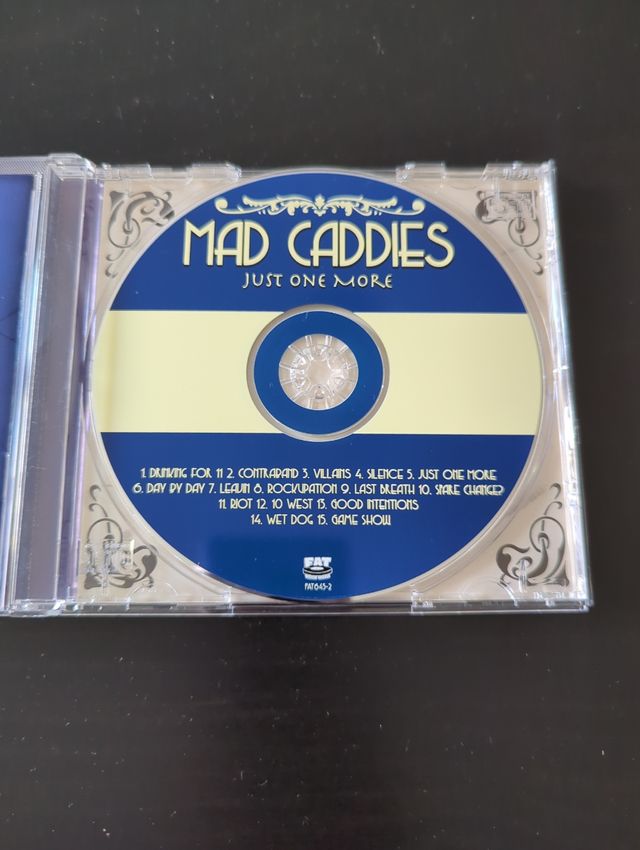 MAD CADDIES
JUST ONE MORE
1. DRINKING FOR 11 2. CONTRABAND 3. VILLAINS 4. SILENCE 5. JUST ONE MORE
6. DAY BY DAY 7. LEAVIN 8. ROCKUPATION 9. LAST BREATH 10. SPARE CHANGE?
11. RIOT 12. 10 WEST 13. GOOD INTENTIONS
14. WET DOG 15. GAME SHOW
FAT
FAT645-2